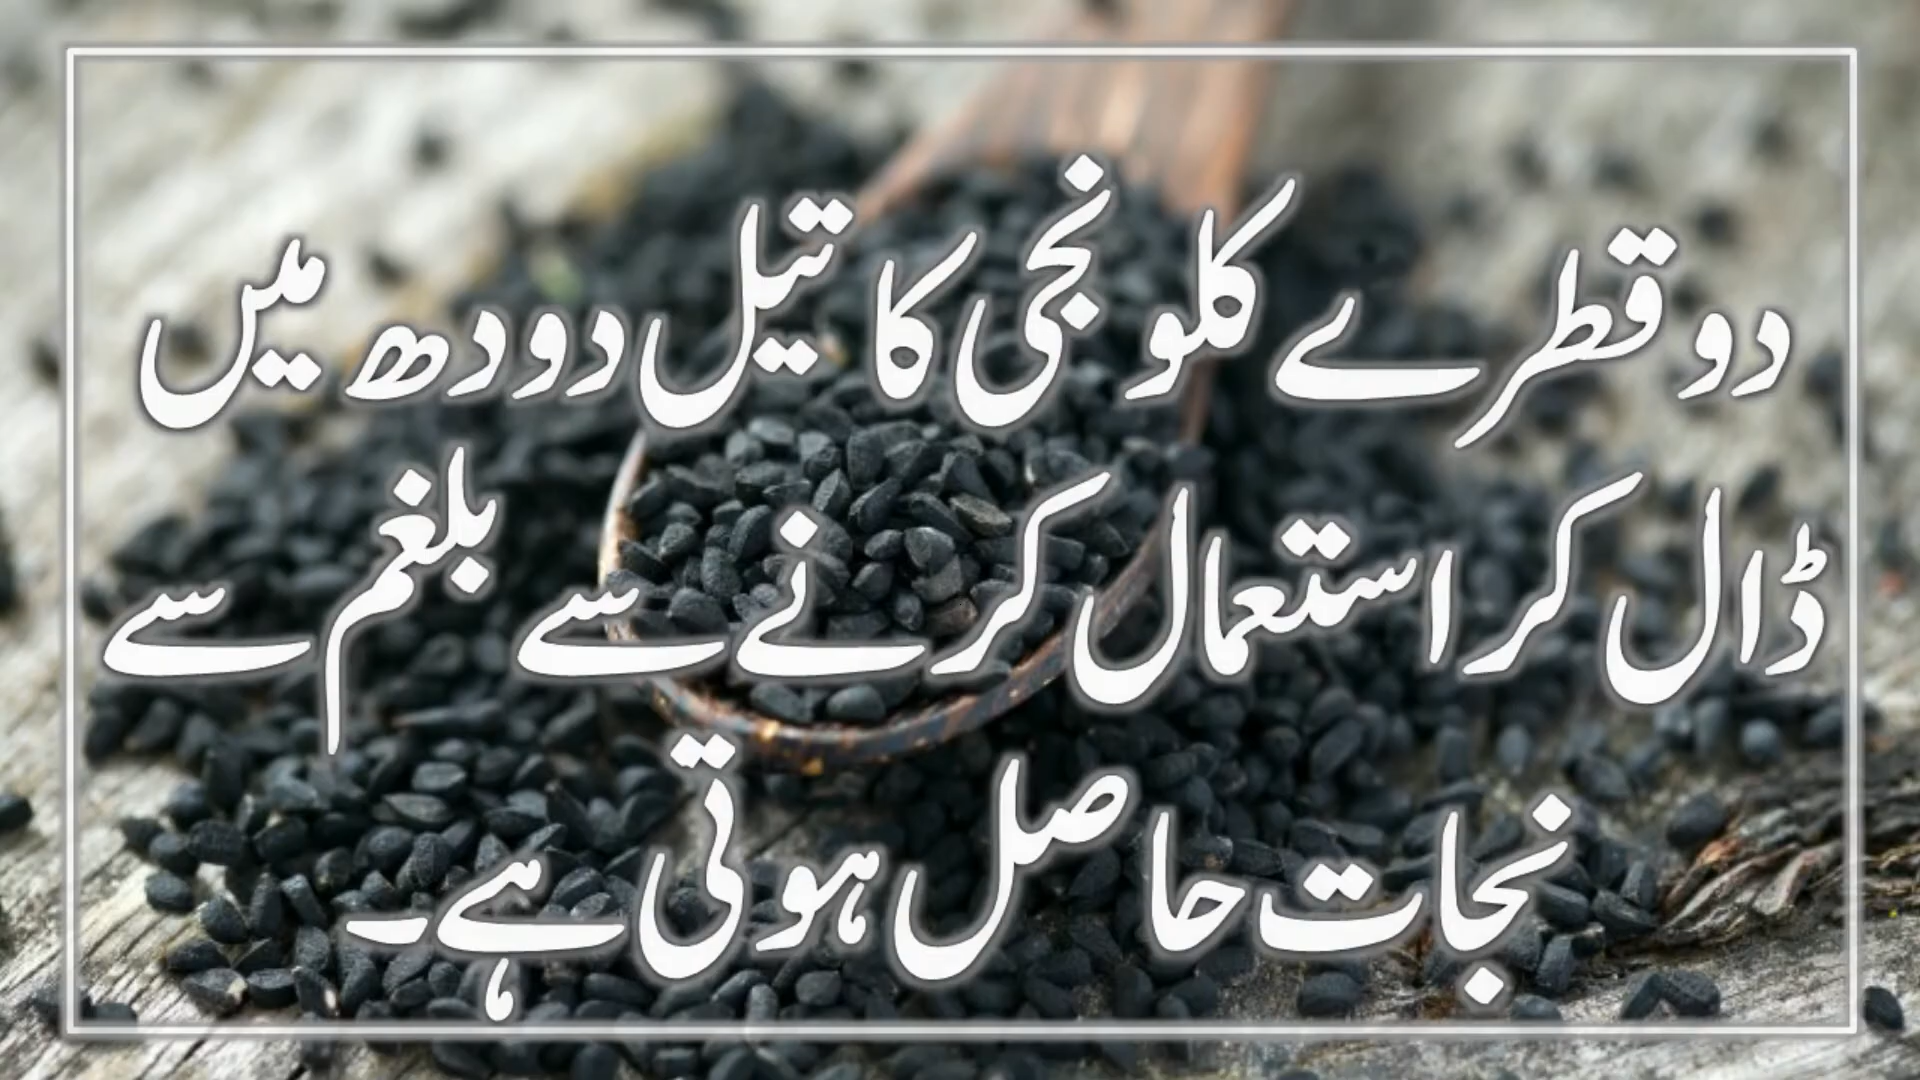 دو قطرے کلونجی کا تیل دودھ میں
ڈال کر استعمال کرنے سے بلغم سے
نجات حاصل ہوتی ہے۔